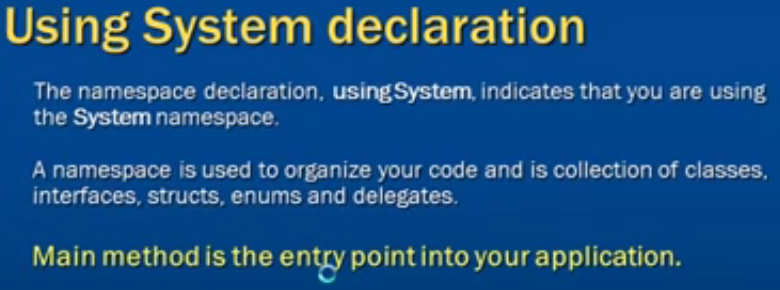 Using System declaration
The namespace declaration, using System, indicates that you are using
the System namespace.
A namespace is used to organize your code and is collection of classes,
interfaces, structs, enums and delegates.
Main method is the entry point into your application.